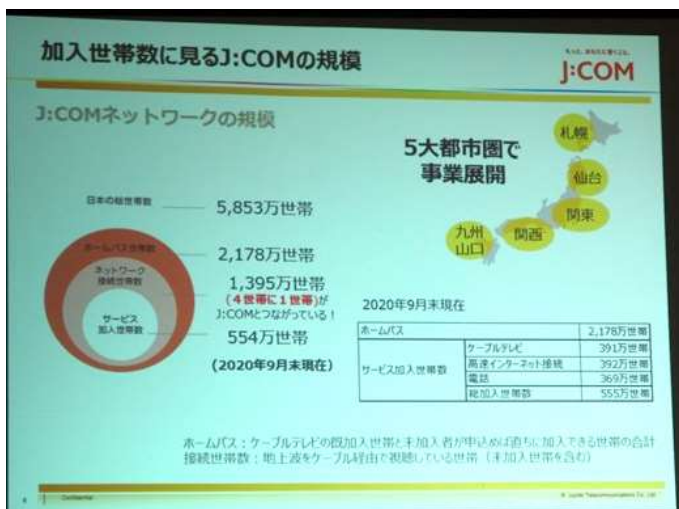 加入世帯数に見るJ:COMの規模
もっと、あなたに響くこと。
J:COM
J:COMネットワークの規模
5大都市圏で
事業展開
札幌
仙台
関東
関西
九州
山口
日本の総世帯数
5,853万世帯
ホームパス世帯数
2,178万世帯
ネットワーク
接続世帯数
1,395万世帯
(4世帯に1世帯)が
J:COMとつながっている!
サービス
加入世帯数
554万世帯
(2020年9月末現在)
2020年9月末現在
ホームパス 2,178万世帯
サービス加入世帯数
ケーブルテレビ 391万世帯
高速インターネット接続 392万世帯
電話 369万世帯
総加入世帯数 555万世帯
ホームパス:ケーブルテレビの既加入世帯と未加入者が申込めば直ちに加入できる世帯の合計
接続世帯数:地上波をケーブル経由で視聴している世帯(未加入世帯を含む)
Confidential